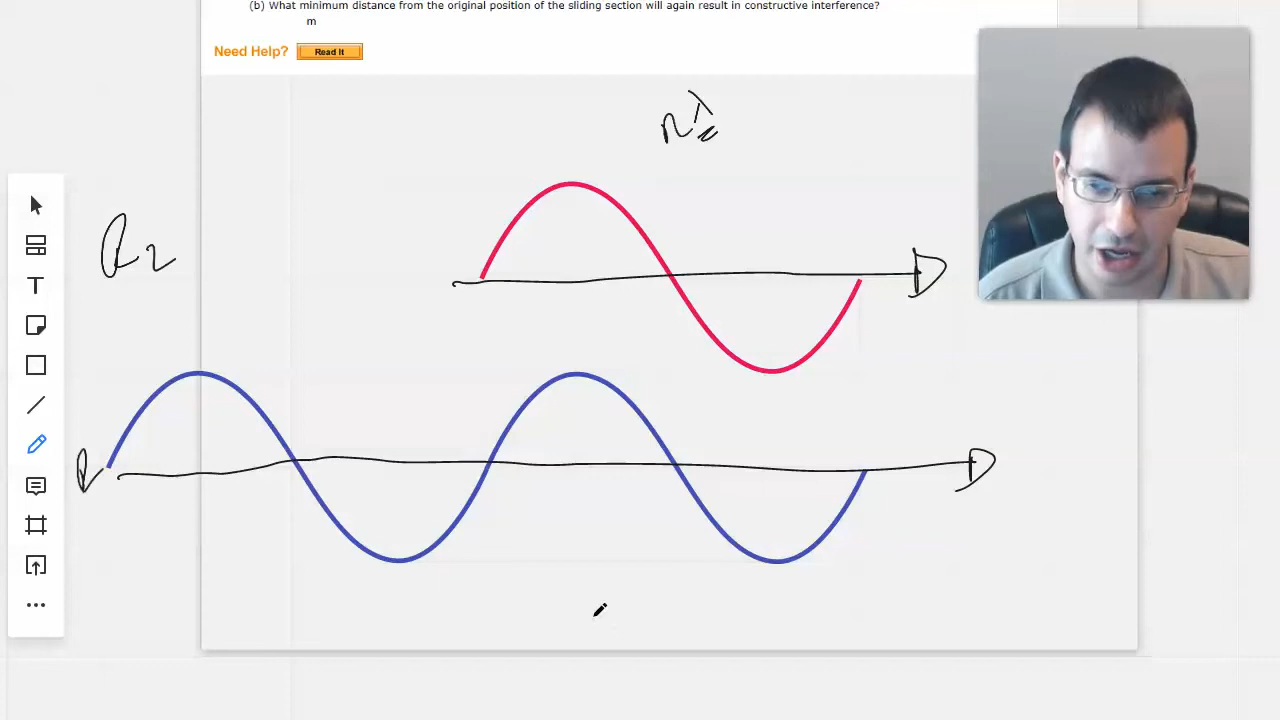 (b) What minimum distance from the original position of the sliding section will again result in constructive interference?
m
Need Help? Read It
n λ/2
T